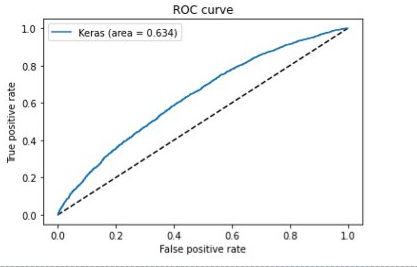 ROC curve
Keras (area = 0.634)
True positive rate
1.0
0.8
0.6
0.4
0.2
0.0
0.0 0.2 0.4 0.6 0.8 1.0
False positive rate